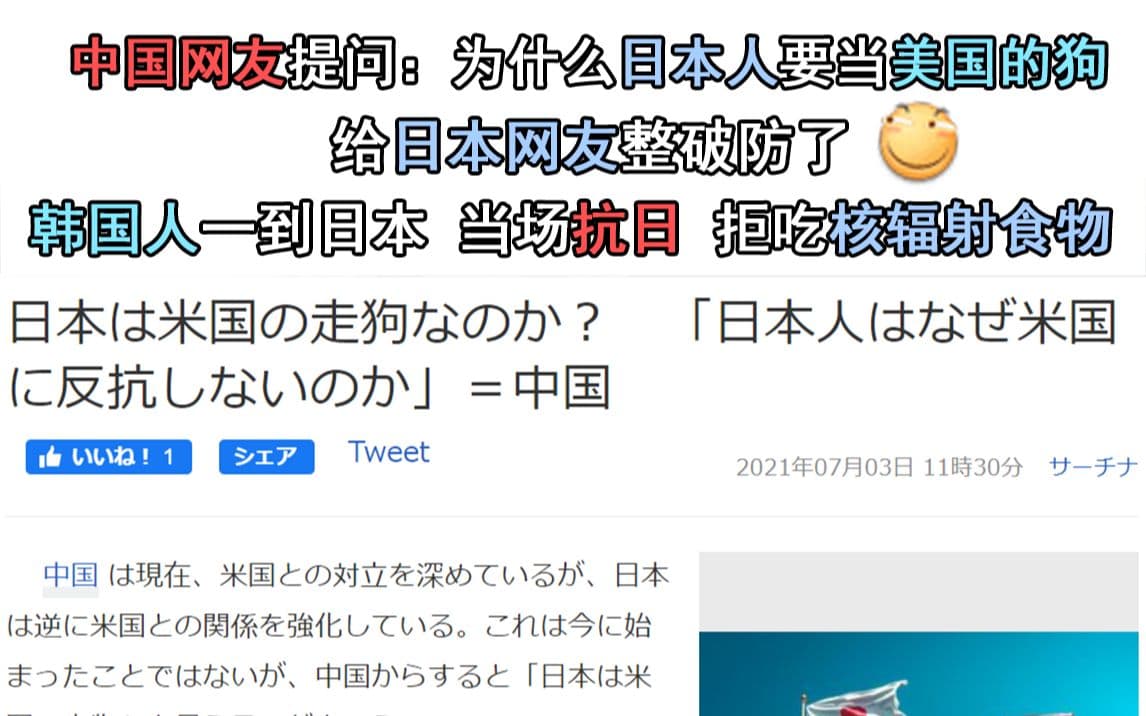 中国网友提问：为什么日本人要当美国的狗
给日本网友整破防了
韩国人一到日本 当场抗日 拒吃核辐射食物
日本は米国の走狗なのか？ 「日本人はなぜ米国
に反抗しないのか」＝中国
いいね！ 1 シェア Tweet
2021年07月03日 11時30分 サーチナ
中国 は現在、米国との対立を深めているが、日本
は逆に米国との関係を強化している。これは今に始
まったことではないが、中国からすると「日本は米